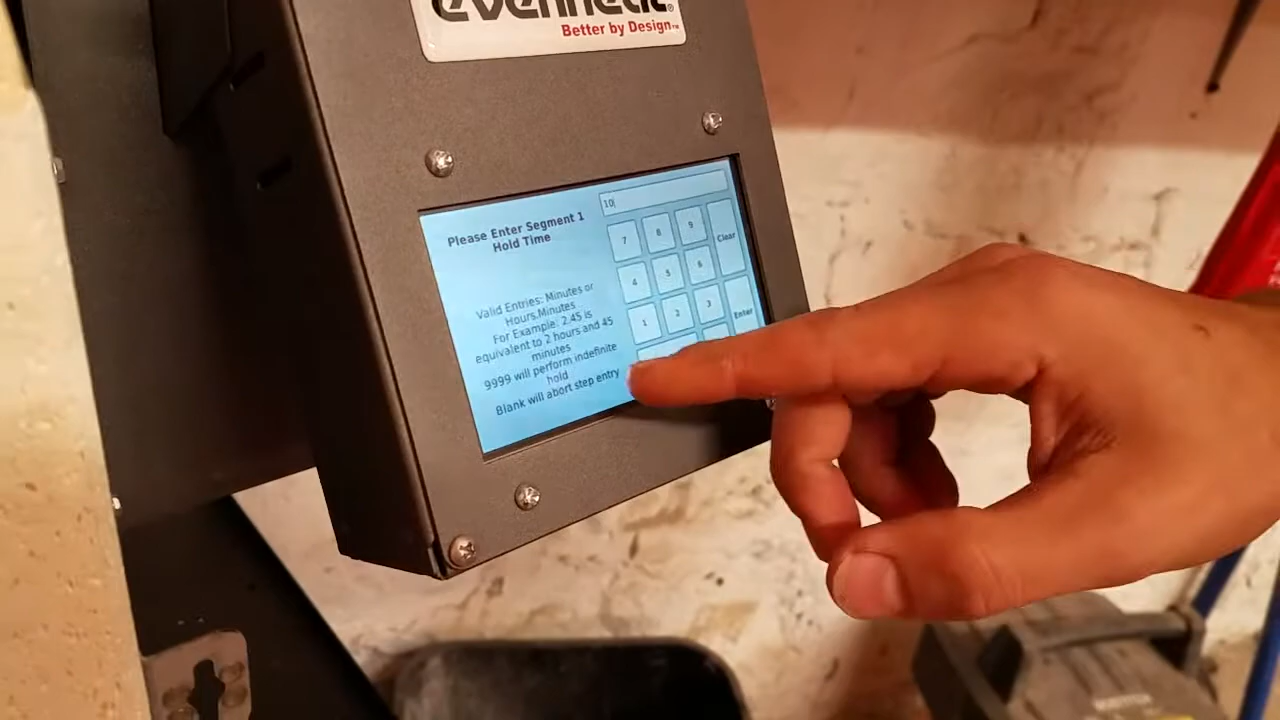 evenheat®
Better by Design™
Please Enter Segment 1
Hold Time
Valid Entries: Minutes or
Hours.Minutes
For Example: 2.45 is
equivalent to 2 hours and 45
minutes
9999 will perform indefinite
hold
Blank will abort step entry
10
7 8 9 Clear
4 5 6
1 2 3 Enter